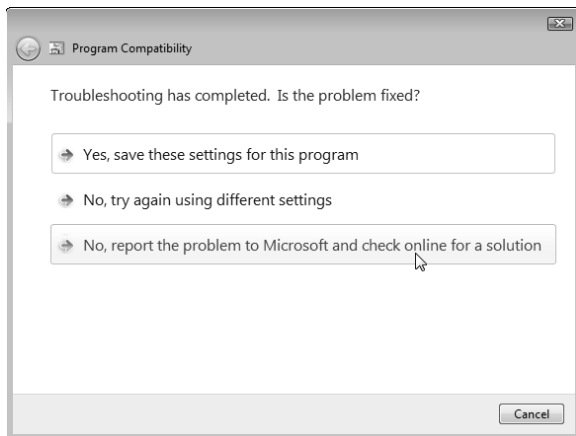 Program Compatibility
Troubleshooting has completed. Is the problem fixed?
Yes, save these settings for this program
No, try again using different settings
No, report the problem to Microsoft and check online for a solution
Cancel